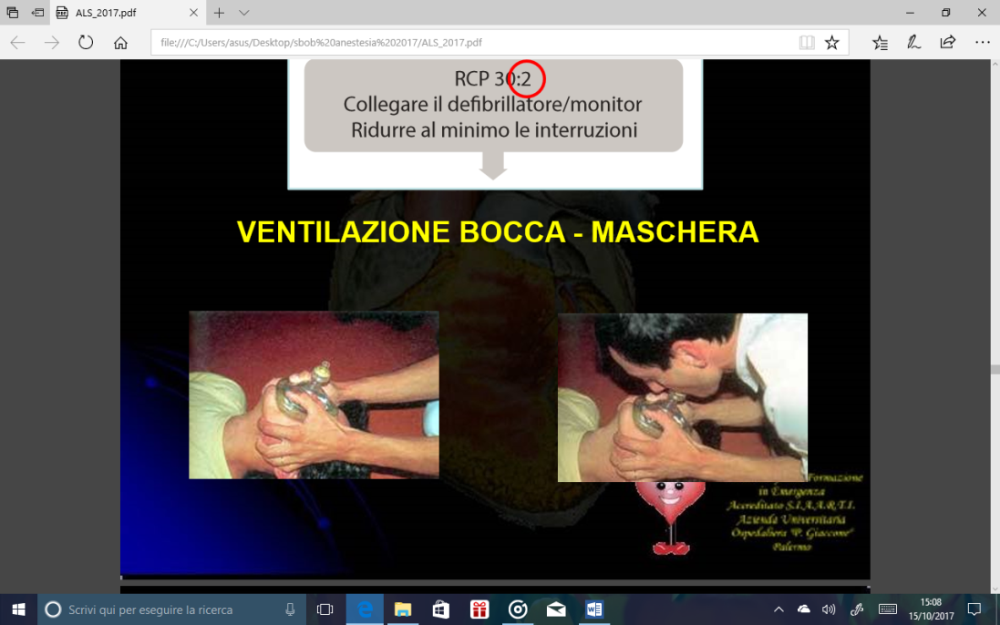 ALS_2017.pdf
file:///C:/Users/asus/Desktop/sbob%20anestesia%202017/ALS_2017.pdf
RCP 30:2
Collegare il defibrillatore/monitor
Ridurre al minimo le interruzioni
VENTILAZIONE BOCCA - MASCHERA
Formazione
in Emergenza
Accreditato S.I.A.A.R.T.I.
Azienda Universitaria
Ospedaliera "P. Giaccone"
Palermo
Scrivi qui per eseguire la ricerca
15:08
15/10/2017